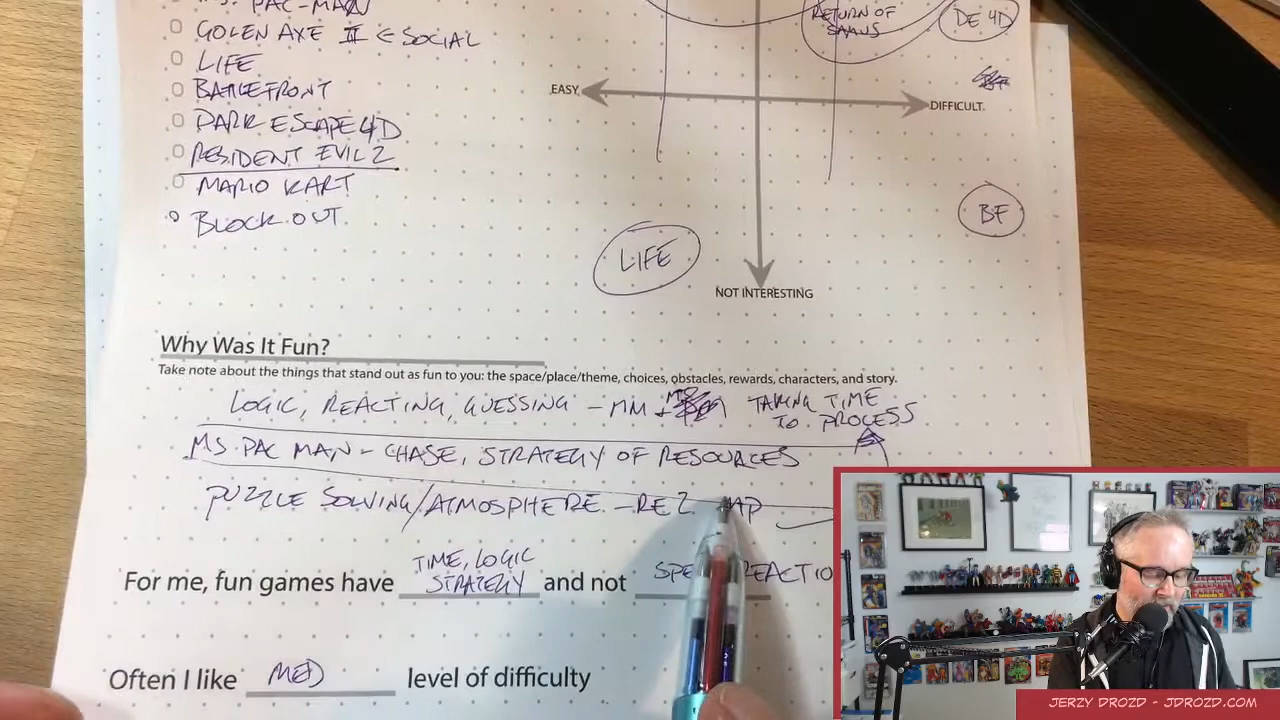 MS. PAC-MAN
GOLEN AXE II ← SOCIAL
LIFE
BATTLEFRONT
DARK ESCAPE 4D
RESIDENT EVIL 2
MARIO KART
BLOCK OUT
RETURN OF
SAMUS
DE 4D
EASY
DIFFICULT
BF
LIFE
NOT INTERESTING
Why Was It Fun?
Take note about the things that stand out as fun to you: the space/place/theme, choices, obstacles, rewards, characters, and story.
LOGIC, REACTING, GUESSING - MM + TAKING TIME
TO PROCESS
MS. PAC MAN - CHASE, STRATEGY OF RESOURCES
PUZZLE SOLVING/ATMOSPHERE - RE 2
TIME, LOGIC
For me, fun games have STRATEGY and not
Often I like MED level of difficulty
JERZY DROZD - JDROZD.COM